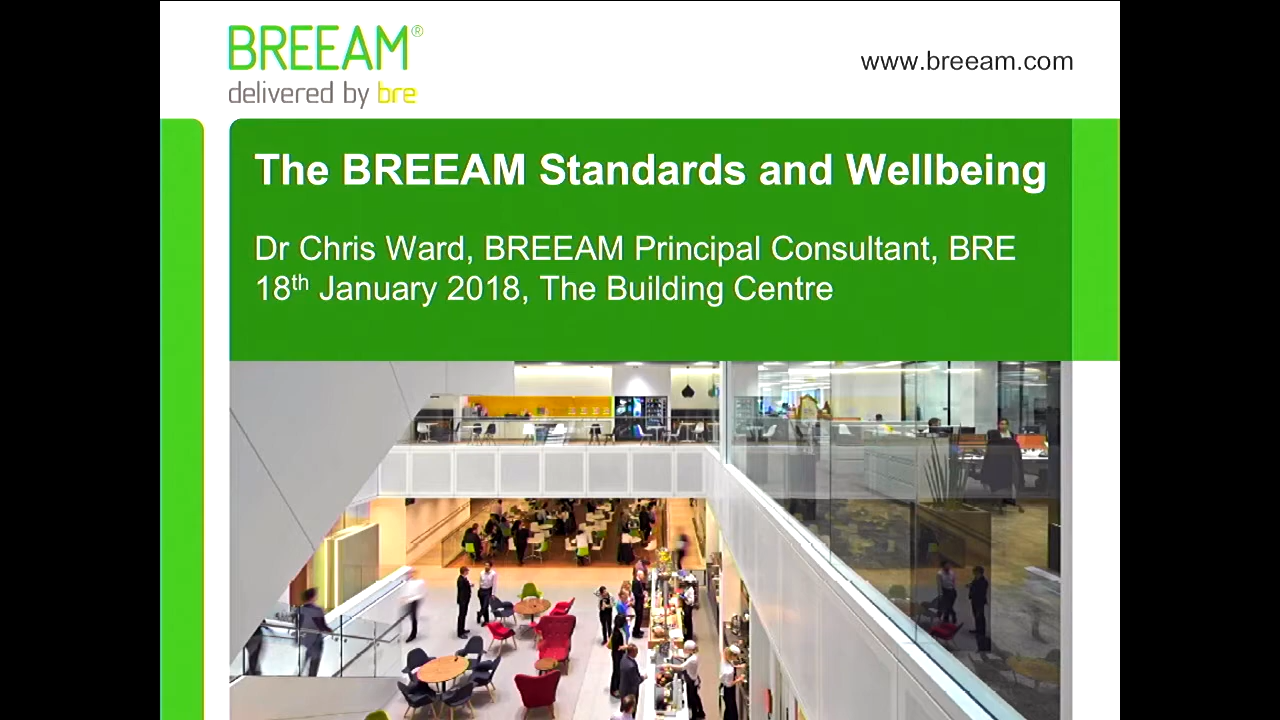 BREEAM®
delivered by bre
www.breeam.com
The BREEAM Standards and Wellbeing
Dr Chris Ward, BREEAM Principal Consultant, BRE
18th January 2018, The Building Centre